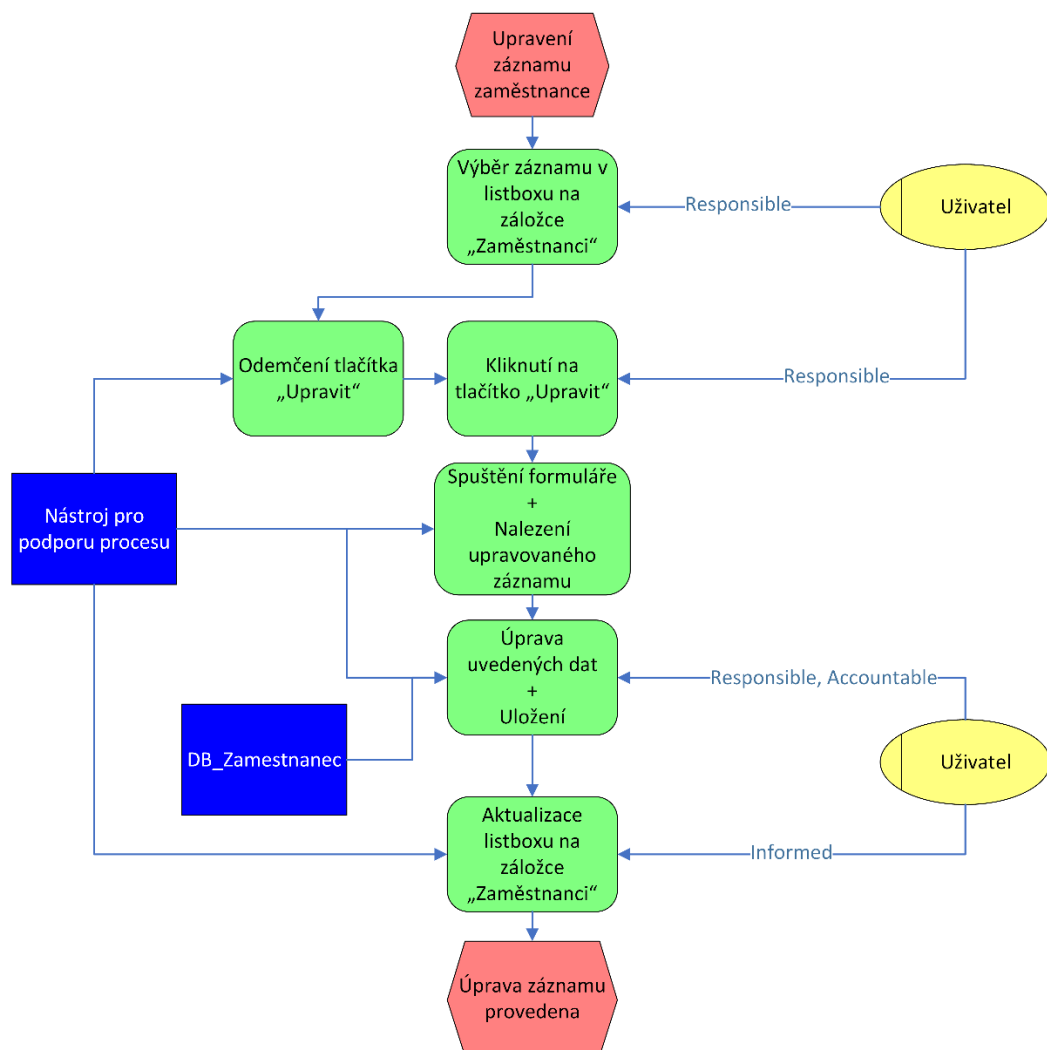 Upravení
záznamu
zaměstnance
Výběr záznamu v
listboxu na
záložce
„Zaměstnanci“
Responsible
Uživatel
Odemčení tlačítka
„Upravit“
Kliknutí na
tlačítko „Upravit“
Responsible
Spuštění formuláře
+
Nalezení
upravovaného
záznamu
Nástroj pro
podporu procesu
Úprava
uvedených dat
+
Uložení
Responsible, Accountable
DB_Zamestnanec
Uživatel
Aktualizace
listboxu na
záložce
„Zaměstnanci“
Informed
Úprava záznamu
provedena